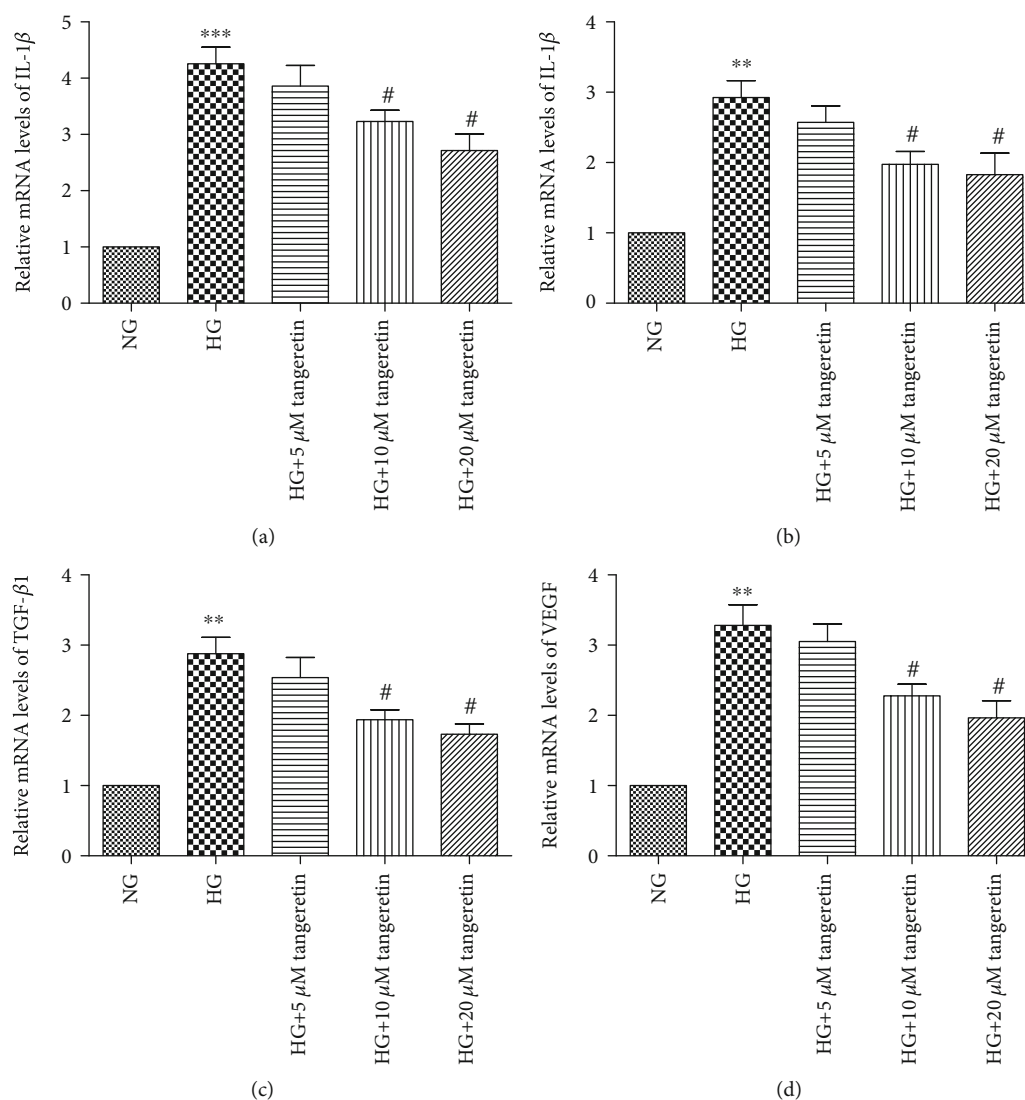 Relative mRNA levels of IL-1β
5
4
3
2
1
0
***
#
#
NG
HG
HG+5 μM tangeretin
HG+10 μM tangeretin
HG+20 μM tangeretin
(a)
Relative mRNA levels of IL-1β
4
3
2
1
0
**
#
#
NG
HG
HG+5 μM tangeretin
HG+10 μM tangeretin
HG+20 μM tangeretin
(b)
Relative mRNA levels of TGF-β1
4
3
2
1
0
**
#
#
NG
HG
HG+5 μM tangeretin
HG+10 μM tangeretin
HG+20 μM tangeretin
(c)
Relative mRNA levels of VEGF
4
3
2
1
0
**
#
#
NG
HG
HG+5 μM tangeretin
HG+10 μM tangeretin
HG+20 μM tangeretin
(d)